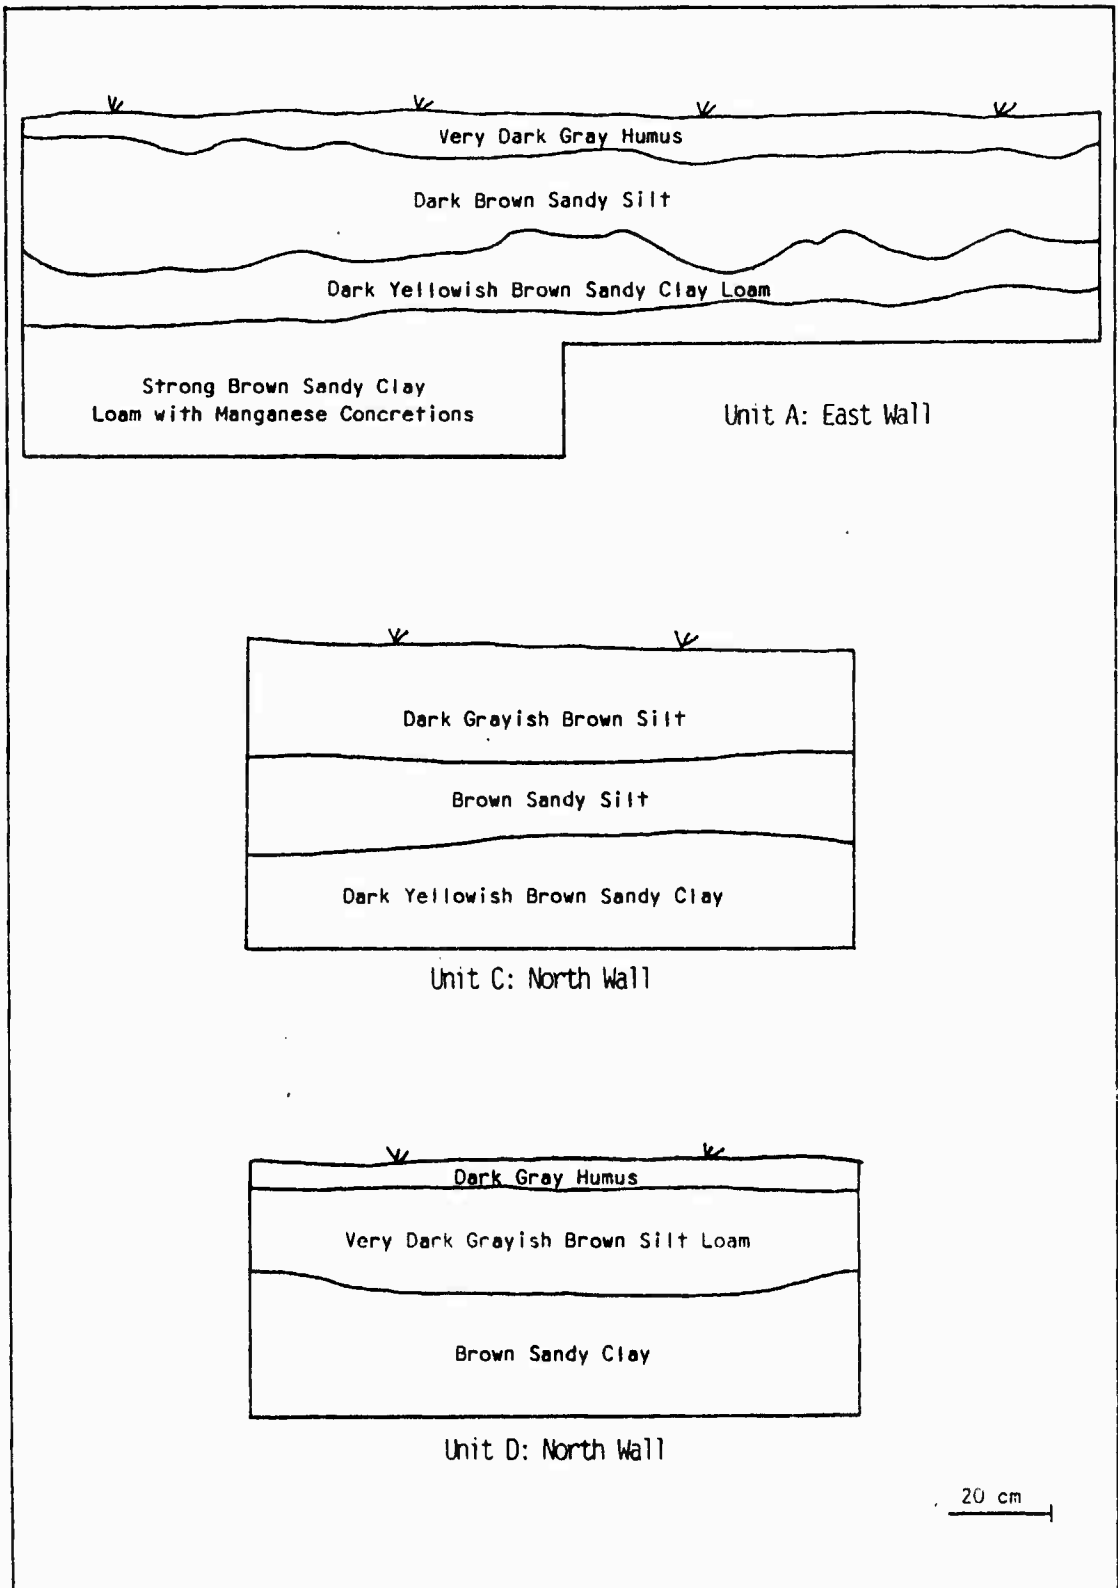 Very Dark Gray Humus
Dark Brown Sandy Silt
Dark Yellowish Brown Sandy Clay Loam
Strong Brown Sandy Clay
Loam with Manganese Concretions
Unit A: East Wall
Dark Grayish Brown Silt
Brown Sandy Silt
Dark Yellowish Brown Sandy Clay
Unit C: North Wall
Dark Gray Humus
Very Dark Grayish Brown Silt Loam
Brown Sandy Clay
Unit D: North Wall
20 cm